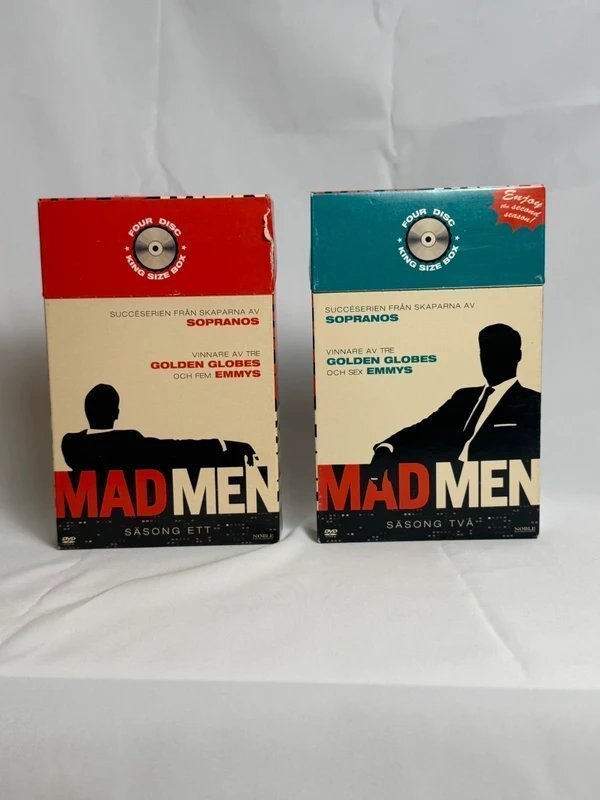 FOUR DISC
KING SIZE BOX
SUCCÉSERIEN FRÅN SKAPARNA AV
SOPRANOS
VINNARE AV TRE
GOLDEN GLOBES
OCH FEM EMMYS
MAD MEN
SÄSONG ETT
DVD
NOBLE
Enjoy
the second
season!
FOUR DISC
KING SIZE BOX
SUCCÉSERIEN FRÅN SKAPARNA AV
SOPRANOS
VINNARE AV TRE
GOLDEN GLOBES
OCH SEX EMMYS
MAD MEN
SÄSONG TVÅ
DVD
NOBLE